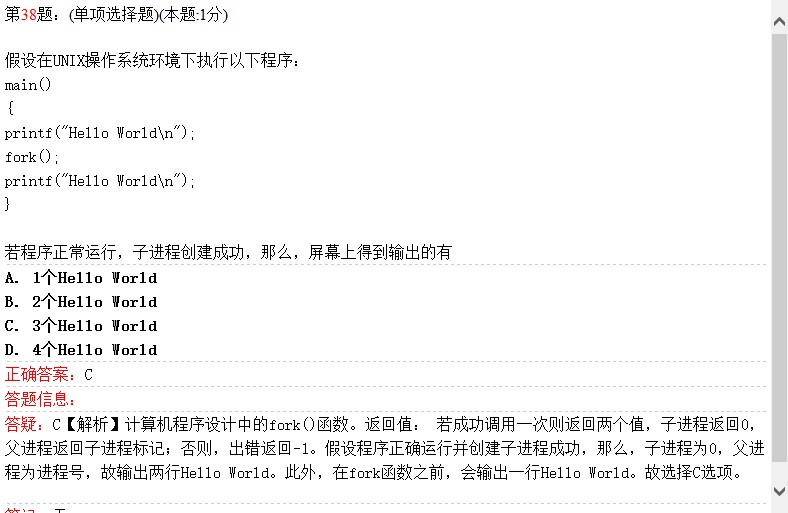 第38题：(单项选择题)(本题:1分)
假设在UNIX操作系统环境下执行以下程序：
main()
{
printf("Hello World\n");
fork();
printf("Hello World\n");
}
若程序正常运行，子进程创建成功，那么，屏幕上得到输出的有
A. 1个Hello World
B. 2个Hello World
C. 3个Hello World
D. 4个Hello World
正确答案：C
答题信息：
答疑：C【解析】计算机程序设计中的fork()函数。返回值： 若成功调用一次则返回两个值，子进程返回0，
父进程返回子进程标记；否则，出错返回-1。假设程序正确运行并创建子进程成功，那么，子进程为0，父进
程为进程号，故输出两行Hello World。此外，在fork函数之前，会输出一行Hello World。故选择C选项。